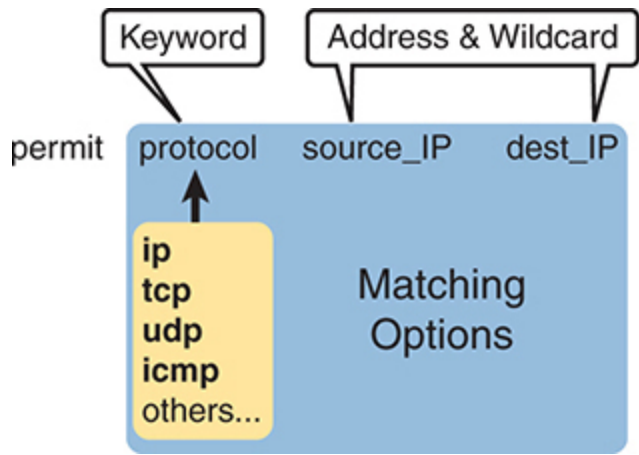 Keyword
Address & Wildcard
permit protocol source_IP dest_IP
ip
tcp
udp
icmp
others...
Matching
Options